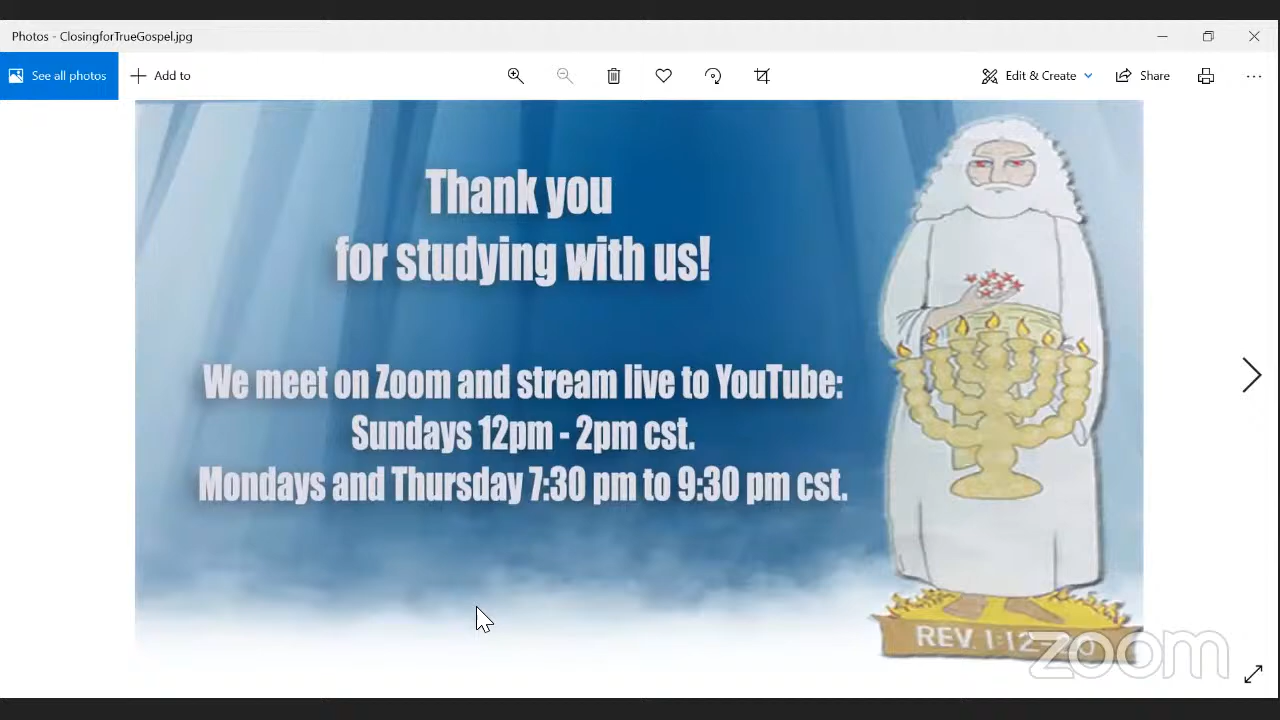 Photos - ClosingforTrueGospel.jpg
See all photos
Add to
Edit & Create
Share
Thank you
for studying with us!
We meet on Zoom and stream live to YouTube:
Sundays 12pm - 2pm cst.
Mondays and Thursday 7:30 pm to 9:30 pm cst.
REV. 1:12-20
zoom